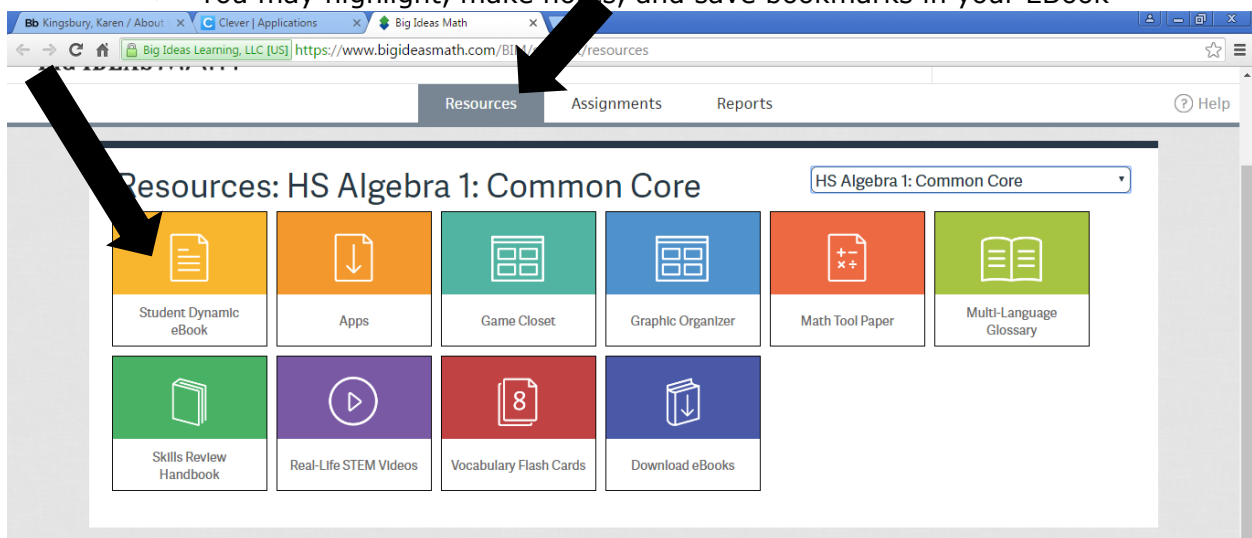 You may highlight, make notes, and save bookmarks in your EBook
Bb Kingsbury, Karen / About
Clever | Applications
Big Ideas Math
Big Ideas Learning, LLC [US] https://www.bigideasmath.com/BIM/ /resources
Resources Assignments Reports
? Help
Resources: HS Algebra 1: Common Core
HS Algebra 1: Common Core
Student Dynamic
eBook
Apps
Game Closet
Graphic Organizer
Math Tool Paper
Multi-Language
Glossary
Skills Review
Handbook
Real-Life STEM Videos
8
Vocabulary Flash Cards
Download eBooks